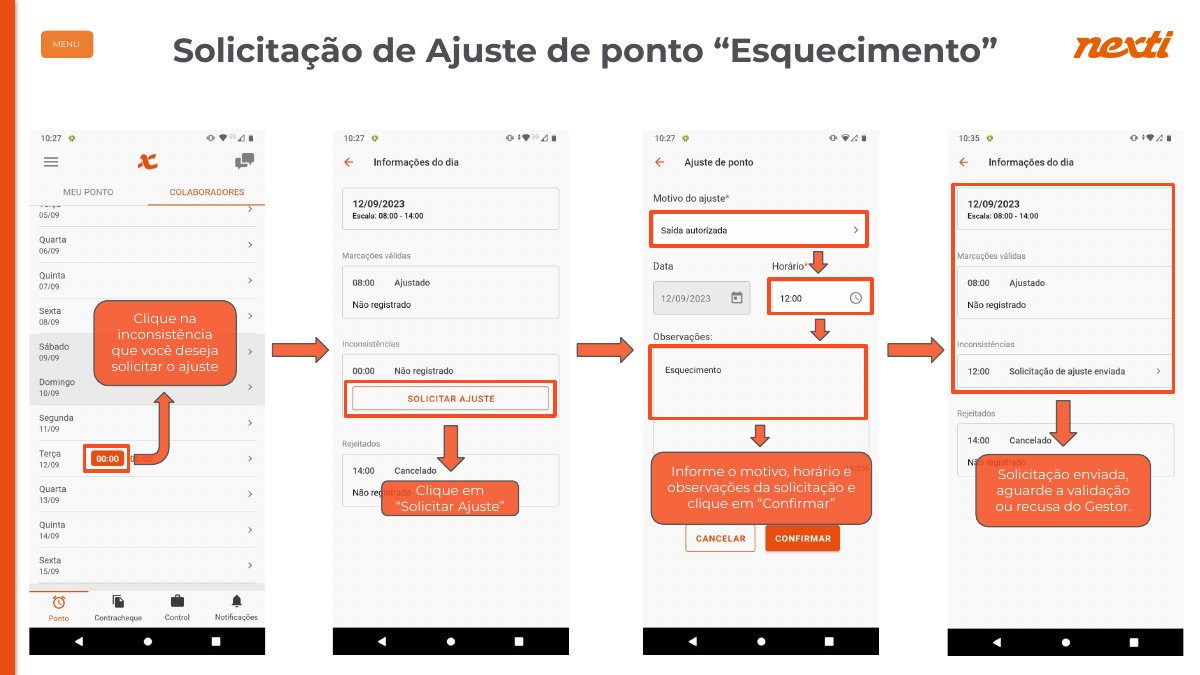 MENU
Solicitação de Ajuste de ponto “Esquecimento”
nexti
10:27
MEU PONTO
COLABORADORES
05/09
Quarta
06/09
Quinta
07/09
Sexta
08/09
Sábado
09/09
Domingo
10/09
Segunda
11/09
Terça
12/09
00:00
Quarta
13/09
Quinta
14/09
Sexta
15/09
Clique na
inconsistência
que você deseja
solicitar o ajuste
Ponto
Contracheque
Control
Notificações
10:27
Informações do dia
12/09/2023
Escala: 08:00 - 14:00
Marcações válidas
08:00 Ajustado
Não registrado
Inconsistências
00:00 Não registrado
SOLICITAR AJUSTE
Rejeitados
14:00 Cancelado
Não
Clique em
“Solicitar Ajuste”
10:27
Ajuste de ponto
Motivo do ajuste*
Saída autorizada
Data
Horário*
12/09/2023
12:00
Observações:
Esquecimento
Informe o motivo, horário e
observações da solicitação e
clique em “Confirmar”
CANCELAR
CONFIRMAR
10:35
Informações do dia
12/09/2023
Escala: 08:00 - 14:00
Marcações válidas
08:00 Ajustado
Não registrado
Inconsistências
12:00 Solicitação de ajuste enviada
Rejeitados
14:00 Cancelado
Não registrado
Solicitação enviada,
aguarde a validação
ou recusa do Gestor.